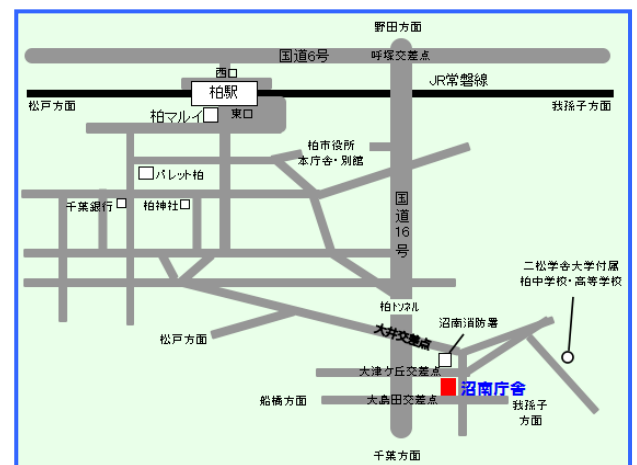 野田方面
国道6号
呼塚交差点
西口
JR常磐線
柏駅
松戸方面
我孫子方面
柏マルイ
東口
柏市役所
本庁舎・別館
パレット柏
国道16号
千葉銀行
柏神社
二松学舎大学付属
柏中学校・高等学校
柏トンネル
沼南消防署
大井交差点
松戸方面
大津ケ丘交差点
沼南庁舎
船橋方面
大島田交差点
我孫子
方面
千葉方面